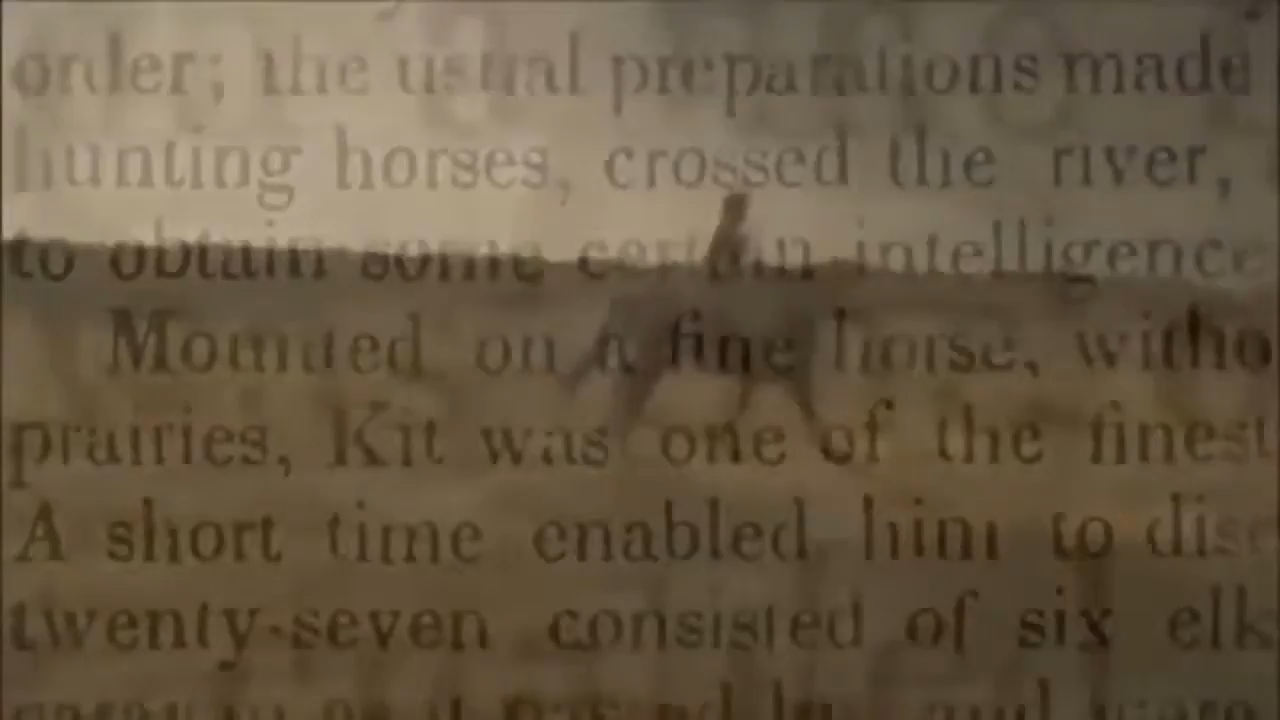 order; the usual preparations made
hunting horses, crossed the river,
to obtain some certain intelligence
Mounted on a fine horse, witho
prairies, Kit was one of the finest
A short time enabled him to disc
twenty-seven consisted of six elk